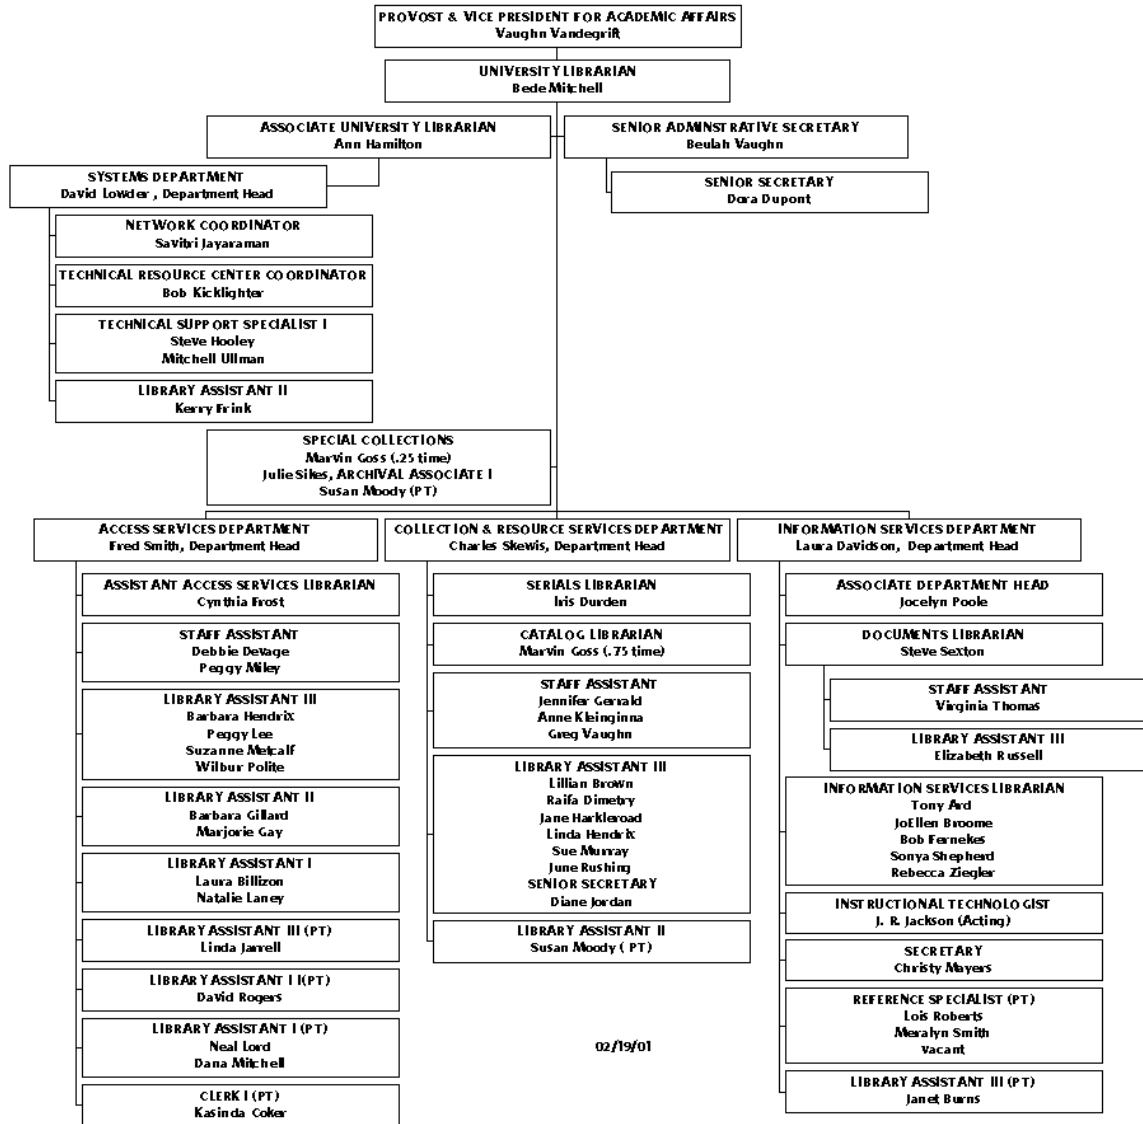 PROVOST & VICE PRESIDENT FOR ACADEMIC AFFAIRS
Vaughn Vandegrift
UNIVERSITY LIBRARIAN
Bede Mitchell
ASSOCIATE UNIVERSITY LIBRARIAN
Ann Hamilton
SENIOR ADMINSTRATIVE SECRETARY
Beulah Vaughn
SYSTEMS DEPARTMENT
David Lowder , Department Head
SENIOR SECRETARY
Dora Dupont
NETWORK COORDINATOR
Savitri Jayaraman
TECHNICAL RESOURCE CENTER COORDINATOR
Bob Kicklighter
TECHNICAL SUPPORT SPECIALIST I
Steve Hooley
Mitchell Ullman
LIBRARY ASSISTANT II
Kerry Frink
SPECIAL COLLECTIONS
Marvin Goss (.25 time)
Julie Sikes, ARCHIVAL ASSOCIATE I
Susan Moody (PT)
ACCESS SERVICES DEPARTMENT
Fred Smith, Department Head
ASSISTANT ACCESS SERVICES LIBRARIAN
Cynthia Frost
STAFF ASSISTANT
Debbie Devage
Peggy Miley
LIBRARY ASSISTANT III
Barbara Hendrix
Peggy Lee
Suzanne Metcalf
Wilbur Polite
LIBRARY ASSISTANT II
Barbara Gillard
Marjorie Gay
LIBRARY ASSISTANT I
Laura Billizon
Natalie Laney
LIBRARY ASSISTANT III (PT)
Linda Jarrell
LIBRARY ASSISTANT I I(PT)
David Rogers
LIBRARY ASSISTANT I (PT)
Neal Lord
Dana Mitchell
CLERK I (PT)
Kasinda Coker
COLLECTION & RESOURCE SERVICES DEPARTMENT
Charles Skewis, Department Head
SERIALS LIBRARIAN
Iris Durden
CATALOG LIBRARIAN
Marvin Goss (.75 time)
STAFF ASSISTANT
Jennifer Gerrald
Anne Kleinginna
Greg Vaughn
LIBRARY ASSISTANT III
Lillian Brown
Raifa Dimetry
Jane Harkleroad
Linda Hendrix
Sue Murray
June Rushing
SENIOR SECRETARY
Diane Jordan
LIBRARY ASSISTANT II
Susan Moody ( PT)
02/19/01
INFORMATION SERVICES DEPARTMENT
Laura Davidson, Department Head
ASSOCIATE DEPARTMENT HEAD
Jocelyn Poole
DOCUMENTS LIBRARIAN
Steve Sexton
STAFF ASSISTANT
Virginia Thomas
LIBRARY ASSISTANT III
Elizabeth Russell
INFORMATION SERVICES LIBRARIAN
Tony Ard
JoEllen Broome
Bob Fernekes
Sonya Shepherd
Rebecca Ziegler
INSTRUCTIONAL TECHNOLOGIST
J. R. Jackson (Acting)
SECRETARY
Christy Mayers
REFERENCE SPECIALIST (PT)
Lois Roberts
Meralyn Smith
Vacant
LIBRARY ASSISTANT III (PT)
Janet Burns